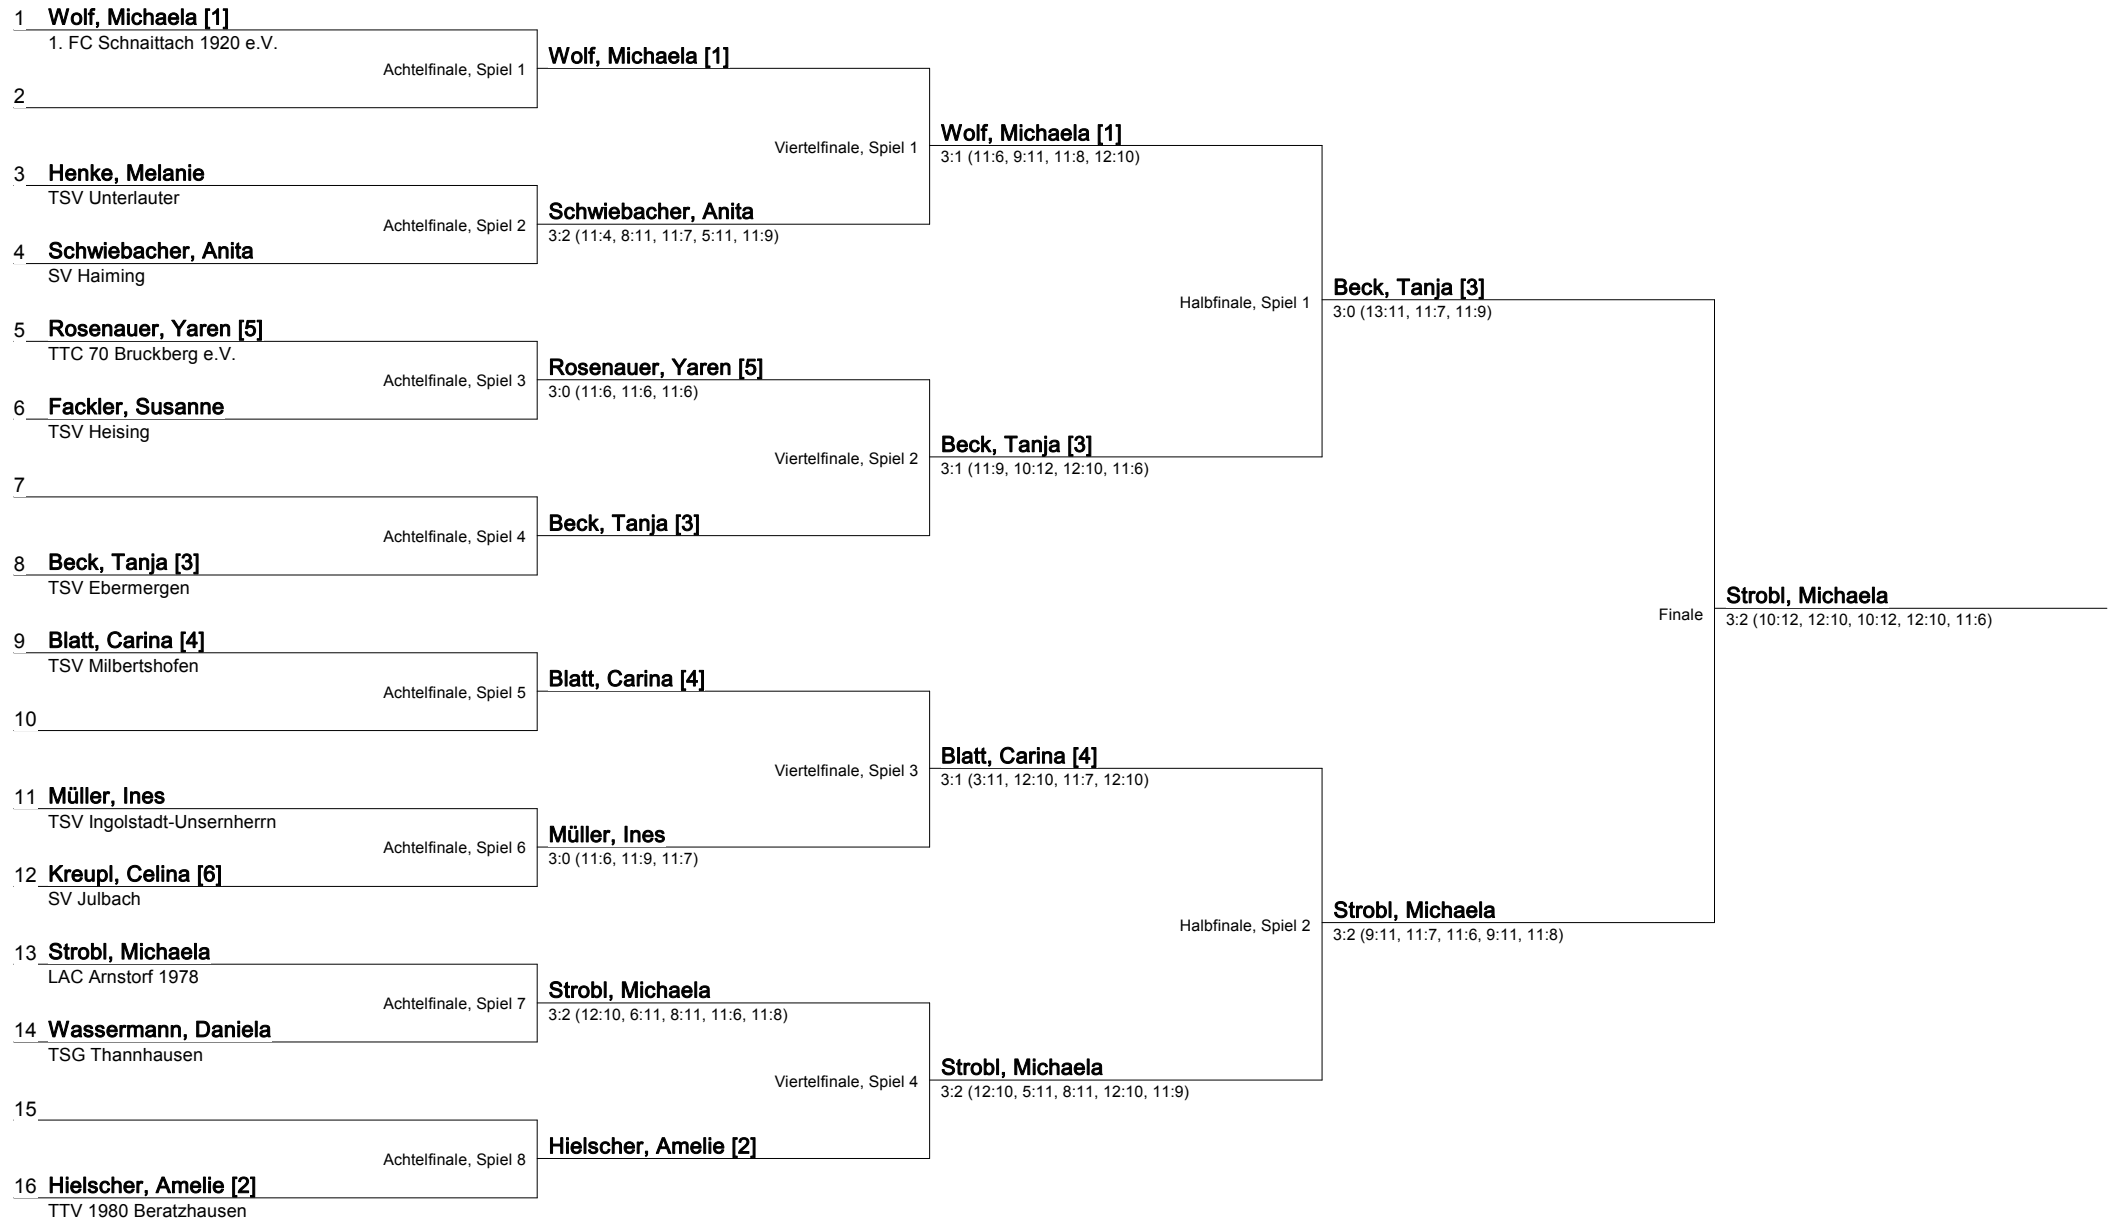 1 Wolf, Michaela [1]
1. FC Schnaittach 1920 e.V.
Achtelfinale, Spiel 1
2
3 Henke, Melanie
TSV Unterlauter
Achtelfinale, Spiel 2
4 Schwiebacher, Anita
SV Haiming
5 Rosenauer, Yaren [5]
TTC 70 Bruckberg e.V.
Achtelfinale, Spiel 3
6 Fackler, Susanne
TSV Heising
7
Achtelfinale, Spiel 4
8 Beck, Tanja [3]
TSV Ebermergen
9 Blatt, Carina [4]
TSV Milbertshofen
Achtelfinale, Spiel 5
10
11 Müller, Ines
TSV Ingolstadt-Unsernherrn
Achtelfinale, Spiel 6
12 Kreupl, Celina [6]
SV Julbach
13 Strobl, Michaela
LAC Arnstorf 1978
Achtelfinale, Spiel 7
14 Wassermann, Daniela
TSG Thannhausen
15
Achtelfinale, Spiel 8
16 Hielscher, Amelie [2]
TTV 1980 Beratzhausen
Wolf, Michaela [1]
Viertelfinale, Spiel 1
Schwiebacher, Anita
3:2 (11:4, 8:11, 11:7, 5:11, 11:9)
Rosenauer, Yaren [5]
3:0 (11:6, 11:6, 11:6)
Viertelfinale, Spiel 2
Beck, Tanja [3]
Blatt, Carina [4]
Viertelfinale, Spiel 3
Müller, Ines
3:0 (11:6, 11:9, 11:7)
Strobl, Michaela
3:2 (12:10, 6:11, 8:11, 11:6, 11:8)
Viertelfinale, Spiel 4
Hielscher, Amelie [2]
Wolf, Michaela [1]
3:1 (11:6, 9:11, 11:8, 12:10)
Halbfinale, Spiel 1
Beck, Tanja [3]
3:1 (11:9, 10:12, 12:10, 11:6)
Blatt, Carina [4]
3:1 (3:11, 12:10, 11:7, 12:10)
Halbfinale, Spiel 2
Strobl, Michaela
3:2 (12:10, 5:11, 8:11, 12:10, 11:9)
Beck, Tanja [3]
3:0 (13:11, 11:7, 11:9)
Finale
Strobl, Michaela
3:2 (9:11, 11:7, 11:6, 9:11, 11:8)
Strobl, Michaela
3:2 (10:12, 12:10, 10:12, 12:10, 11:6)